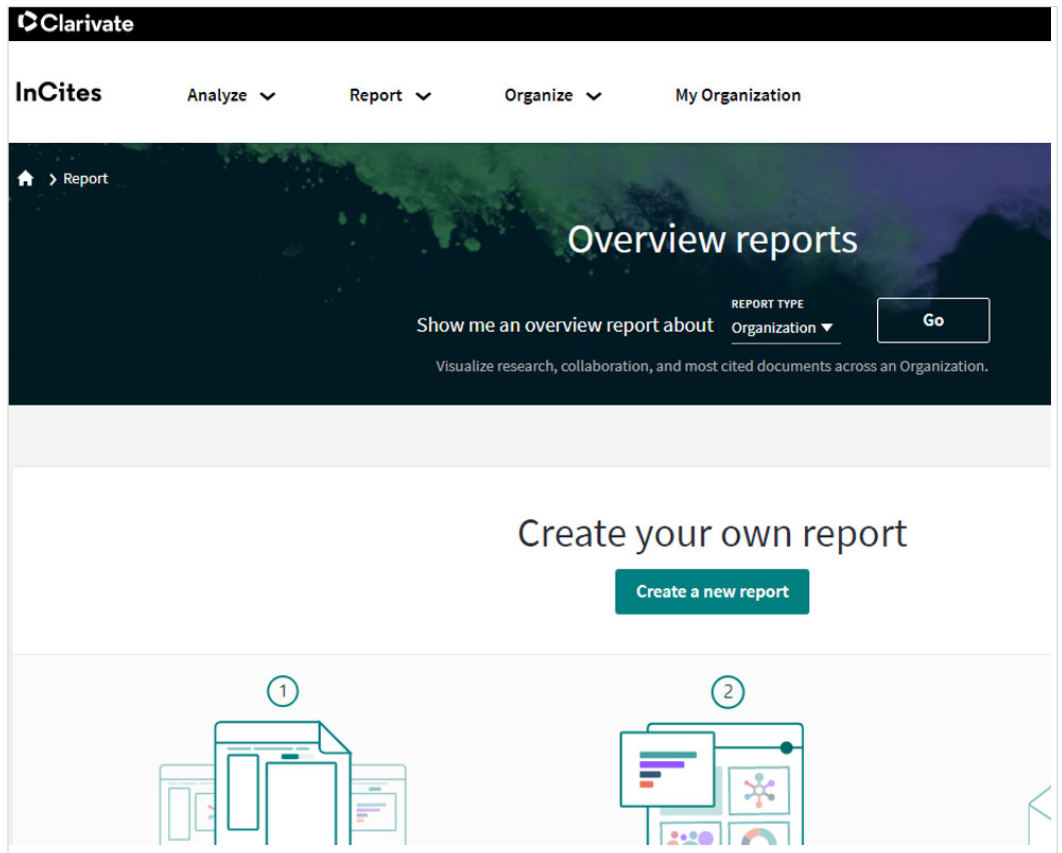 Clarivate
InCites Analyze Report Organize My Organization
> Report
Overview reports
REPORT TYPE
Show me an overview report about Organization Go
Visualize research, collaboration, and most cited documents across an Organization.
Create your own report
Create a new report
1 2